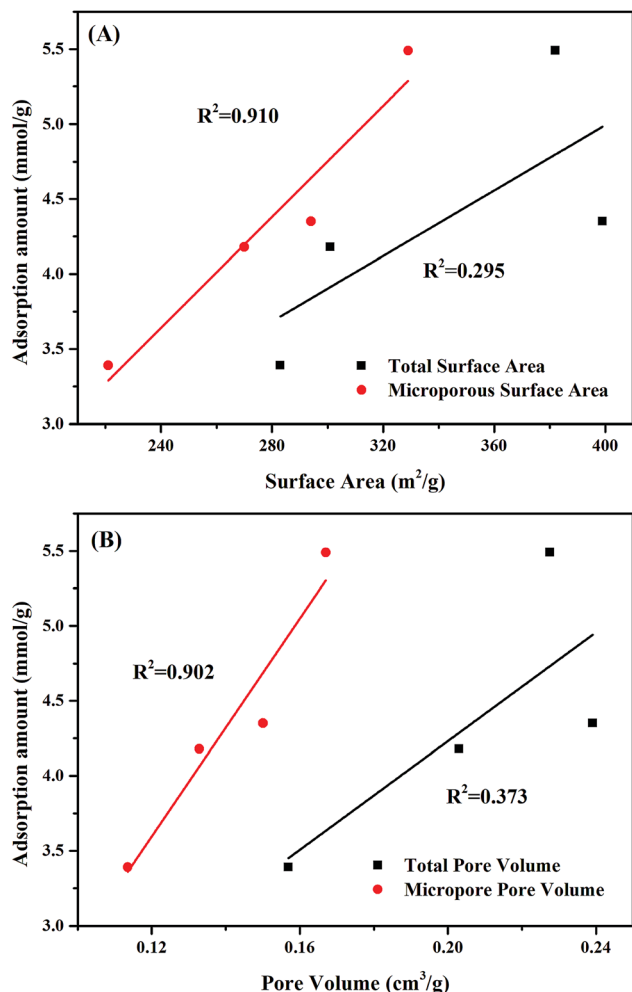 (A)
5.5
5.0
4.5
4.0
3.5
3.0
Adsorption amount (mmol/g)
R²=0.910
R²=0.295
Total Surface Area
Microporous Surface Area
240 280 320 360 400
Surface Area (m²/g)
(B)
5.5
5.0
4.5
4.0
3.5
3.0
Adsorption amount (mmol/g)
R²=0.902
R²=0.373
Total Pore Volume
Micropore Pore Volume
0.12 0.16 0.20 0.24
Pore Volume (cm³/g)